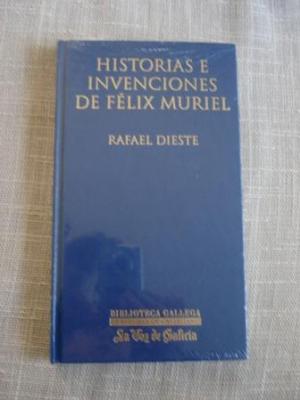 HISTORIAS E
INVENCIONES
DE FÉLIX MURIEL
RAFAEL DIESTE
BIBLIOTECA GALLEGA
La Voz de Galicia